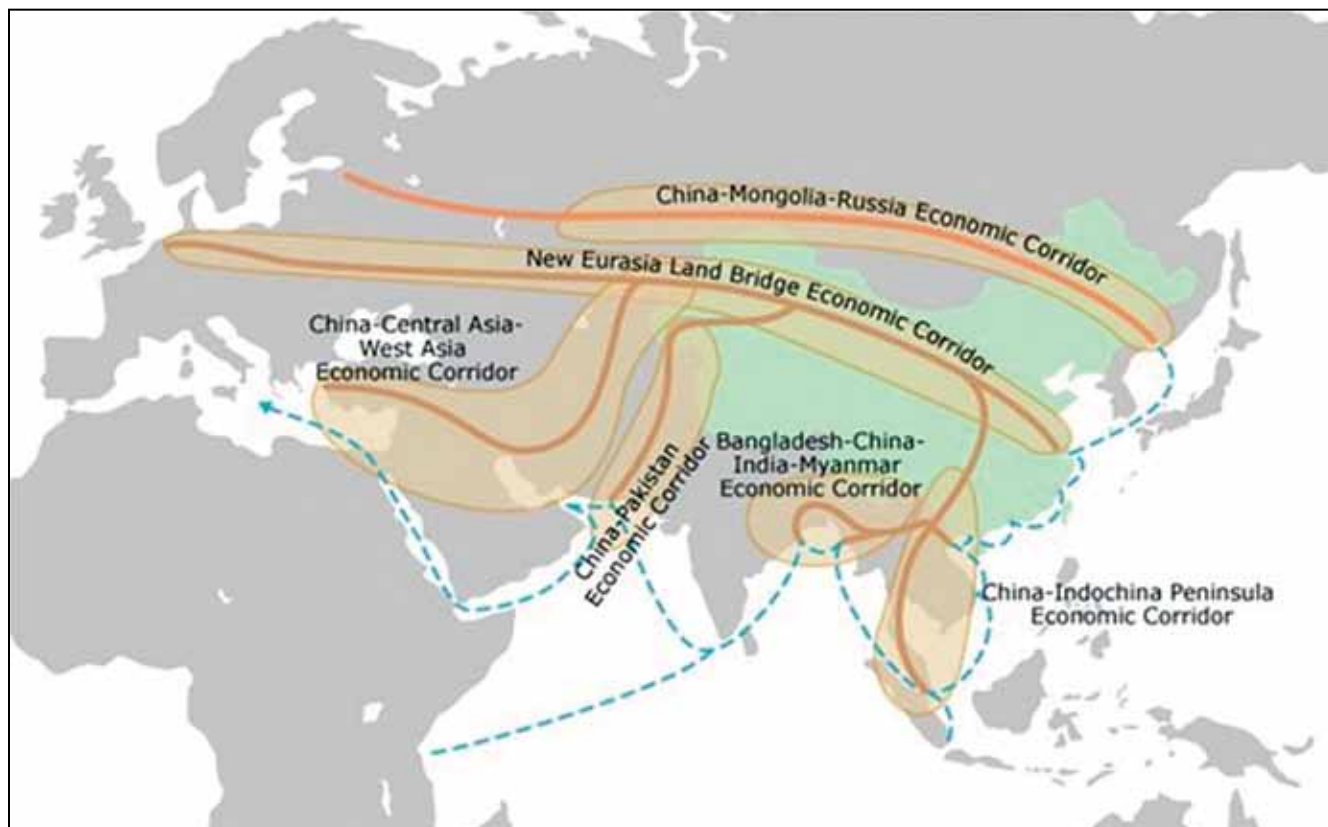 China-Mongolia-Russia Economic Corridor
New Eurasia Land Bridge Economic Corridor
China-Central Asia-
West Asia
Economic Corridor
China-Pakistan
Economic Corridor
Bangladesh-China-
India-Myanmar
Economic Corridor
China-Indochina Peninsula
Economic Corridor